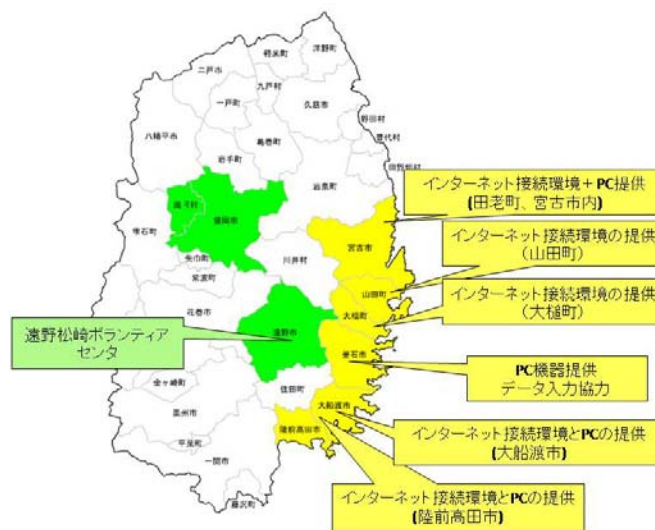 軽米町
洋野町
二戸市
九戸村
一戸町
久慈市
野田村
普代村
八幡平市
葛巻町
岩手町
田野畑村
岩泉町
滝沢村
盛岡市
雫石町
宮古市
矢巾町
川井村
紫波町
山田町
花巻市
大槌町
遠野市
釜石市
金ヶ崎町
住田町
奥州市
大船渡市
陸前高田市
平泉町
一関市
藤沢町
インターネット接続環境+PC提供
(田老町、宮古市内)
インターネット接続環境の提供
(山田町)
インターネット接続環境の提供
(大槌町)
遠野松崎ボランティア
センタ
PC機器提供
データ入力協力
インターネット接続環境とPCの提供
(大船渡市)
インターネット接続環境とPCの提供
(陸前高田市)